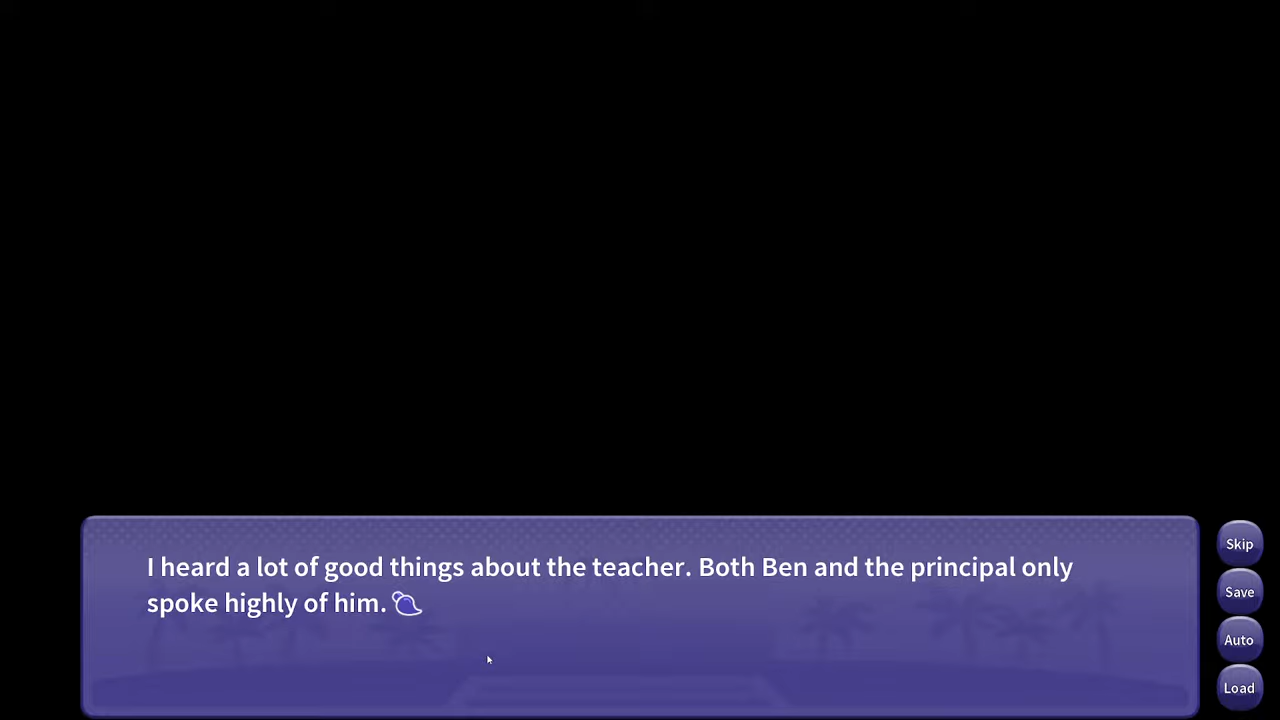 I heard a lot of good things about the teacher. Both Ben and the principal only
spoke highly of him.
Skip
Save
Auto
Load